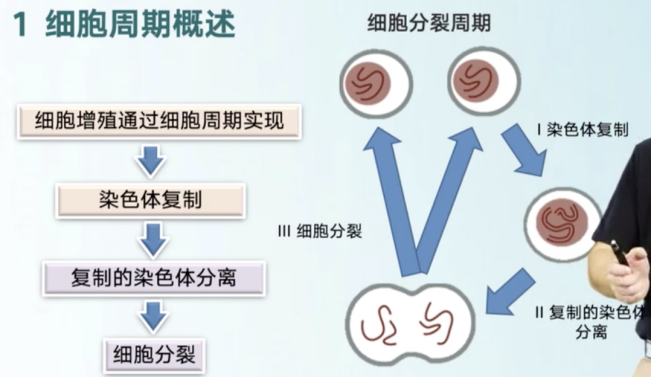 1 细胞周期概述
细胞增殖通过细胞周期实现
染色体复制
复制的染色体分离
细胞分裂
细胞分裂周期
I 染色体复制
III 细胞分裂
II 复制的染色体
分离